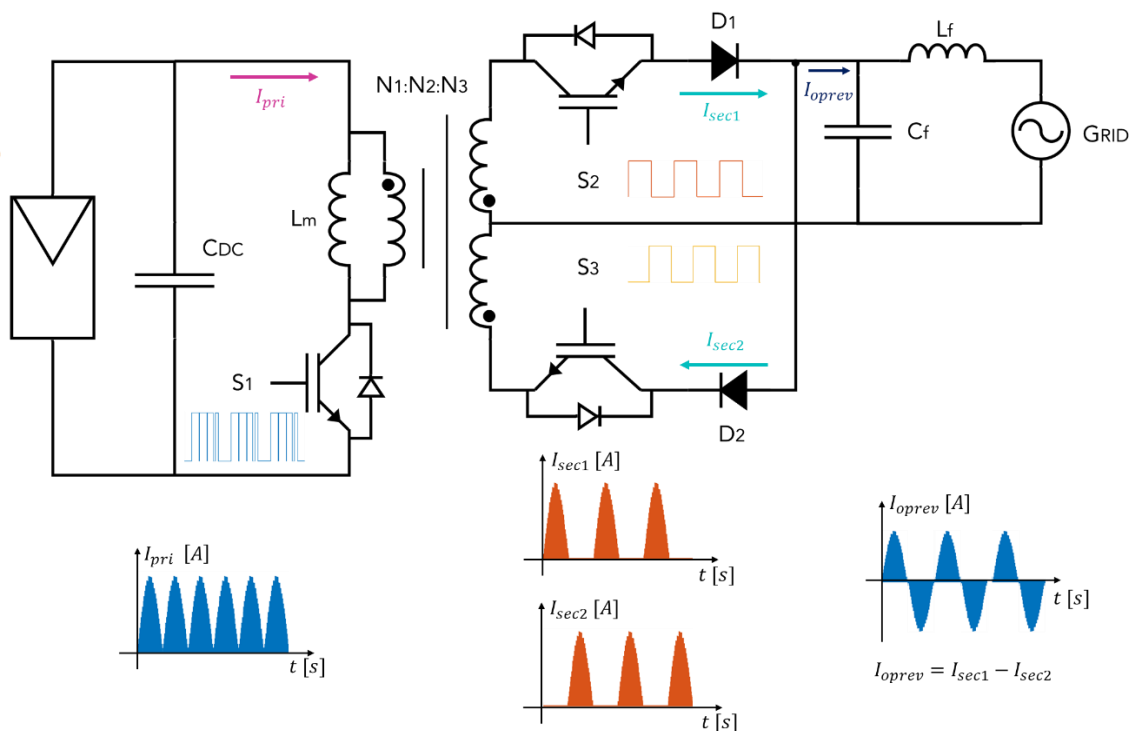 D1
Lf
N1:N2:N3
Ipri
Isec1
Ioprev
Cf
GRID
S2
Lm
CDC
S3
Isec2
S1
D2
Isec1 [A]
t [s]
Ioprev [A]
t [s]
Ipri [A]
t [s]
Isec2 [A]
t [s]
Ioprev = Isec1 − Isec2